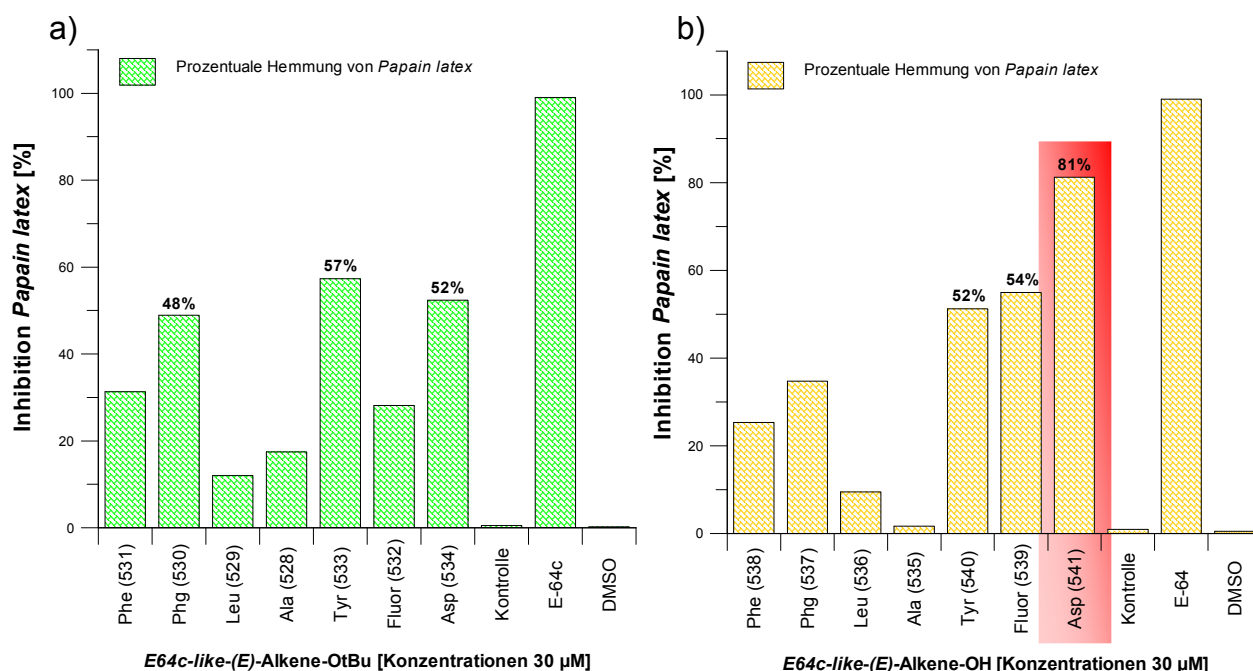 a)
Prozentuale Hemmung von Papain latex
Inhibition Papain latex [%]
100
80
60
40
20
0
48%
57%
52%
Phe (531)
Phg (530)
Leu (529)
Ala (528)
Tyr (533)
Fluor (532)
Asp (534)
Kontrolle
E-64c
DMSO
E64c-like-(E)-Alkene-OtBu [Konzentrationen 30 µM]
b)
Prozentuale Hemmung von Papain latex
Inhibition Papain latex [%]
100
80
60
40
20
0
52%
54%
81%
Phe (538)
Phg (537)
Leu (536)
Ala (535)
Tyr (540)
Fluor (539)
Asp (541)
Kontrolle
E-64
DMSO
E64c-like-(E)-Alkene-OH [Konzentrationen 30 µM]